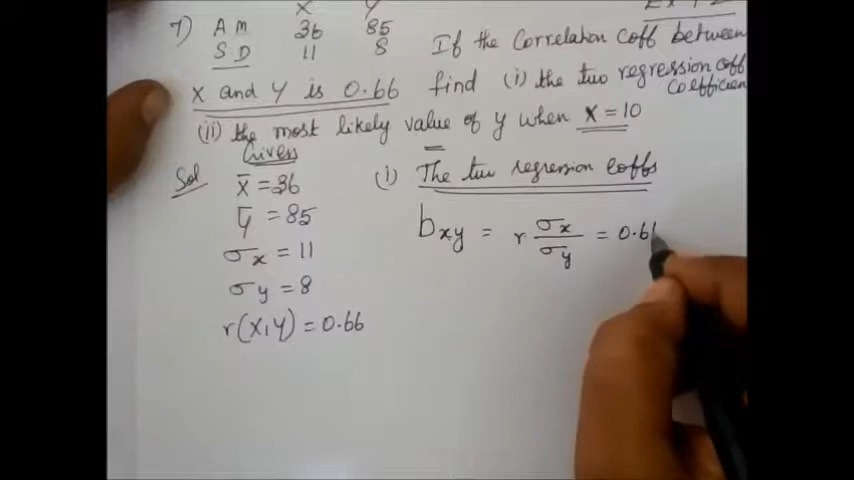 X Y
7) A M 36 85
S D 11 8 If the Correlation Coff between
X and Y is 0.66 find (i) the two regression coff
coefficien
(ii) the most likely value of y when X = 10
Given
Sol
x̄ = 36
ȳ = 85
σx = 11
σy = 8
r(X,Y) = 0.66
(i) The two regression coffs
bxy = r σx/σy = 0.66